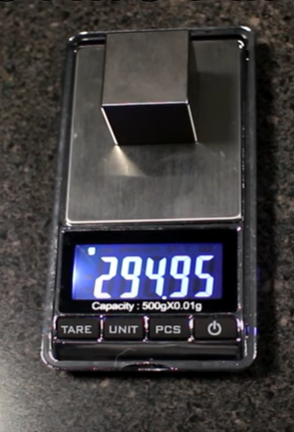 294.95
Capacity : 500gX0.01g
TARE UNIT PCS